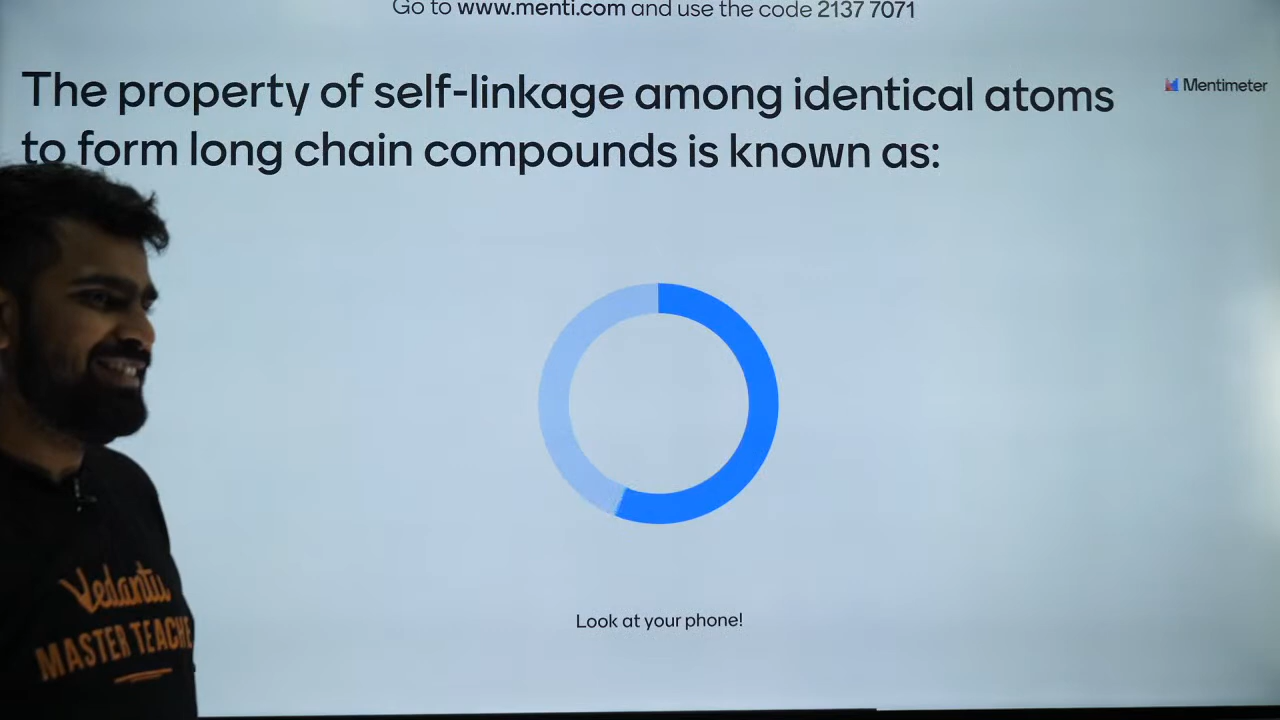 Go to www.menti.com and use the code 2137 7071
The property of self-linkage among identical atoms
to form long chain compounds is known as:
Mentimeter
Look at your phone!
Vedantu
MASTER TEACHE